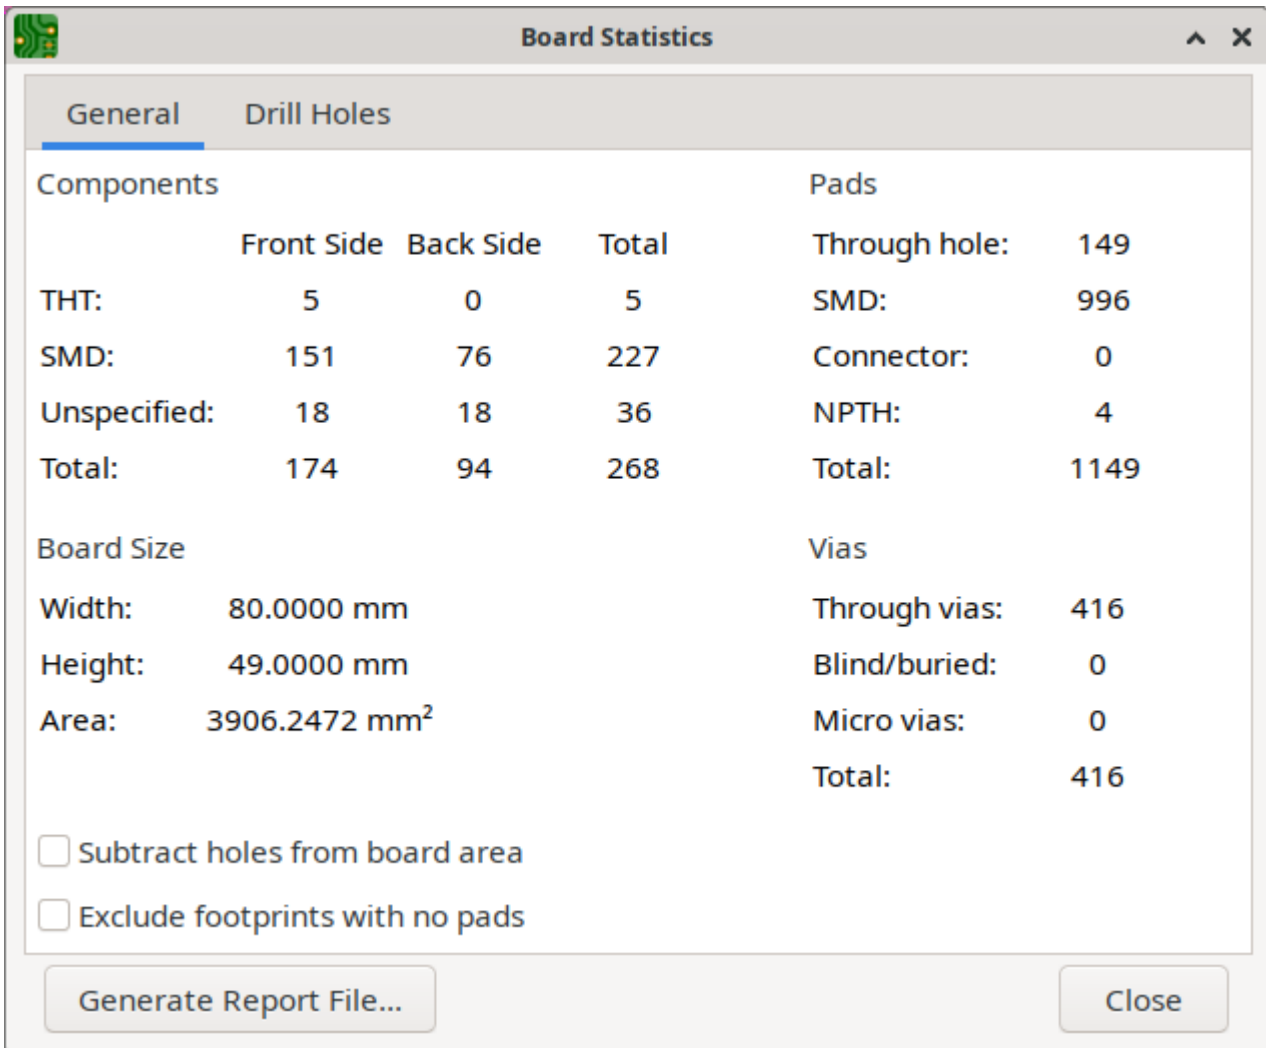 Board Statistics
General Drill Holes
Components
Front Side Back Side Total
THT: 5 0 5
SMD: 151 76 227
Unspecified: 18 18 36
Total: 174 94 268
Pads
Through hole: 149
SMD: 996
Connector: 0
NPTH: 4
Total: 1149
Board Size
Width: 80.0000 mm
Height: 49.0000 mm
Area: 3906.2472 mm²
Vias
Through vias: 416
Blind/buried: 0
Micro vias: 0
Total: 416
Subtract holes from board area
Exclude footprints with no pads
Generate Report File... Close